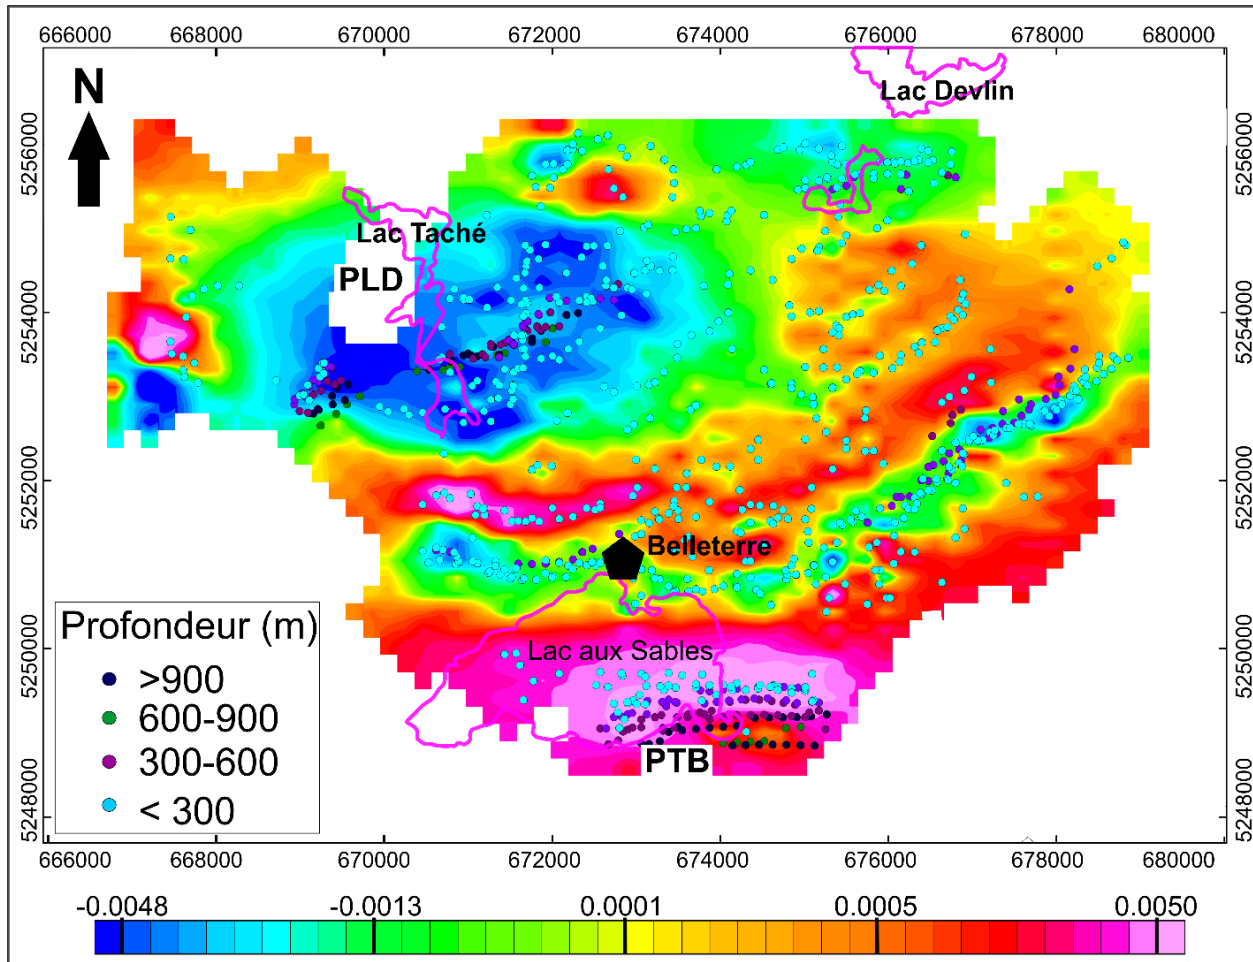 666000 668000 670000 672000 674000 676000 678000 680000
N
Lac Devlin
5256000 5256000
Lac Taché
PLD
5254000 5254000
5252000 5252000
Belleterre
Profondeur (m)
5250000 5250000
Lac aux Sables
>900
600-900
300-600
< 300
PTB
5248000 5248000
666000 668000 670000 672000 674000 676000 678000 680000
-0.0048 -0.0013 0.0001 0.0005 0.0050